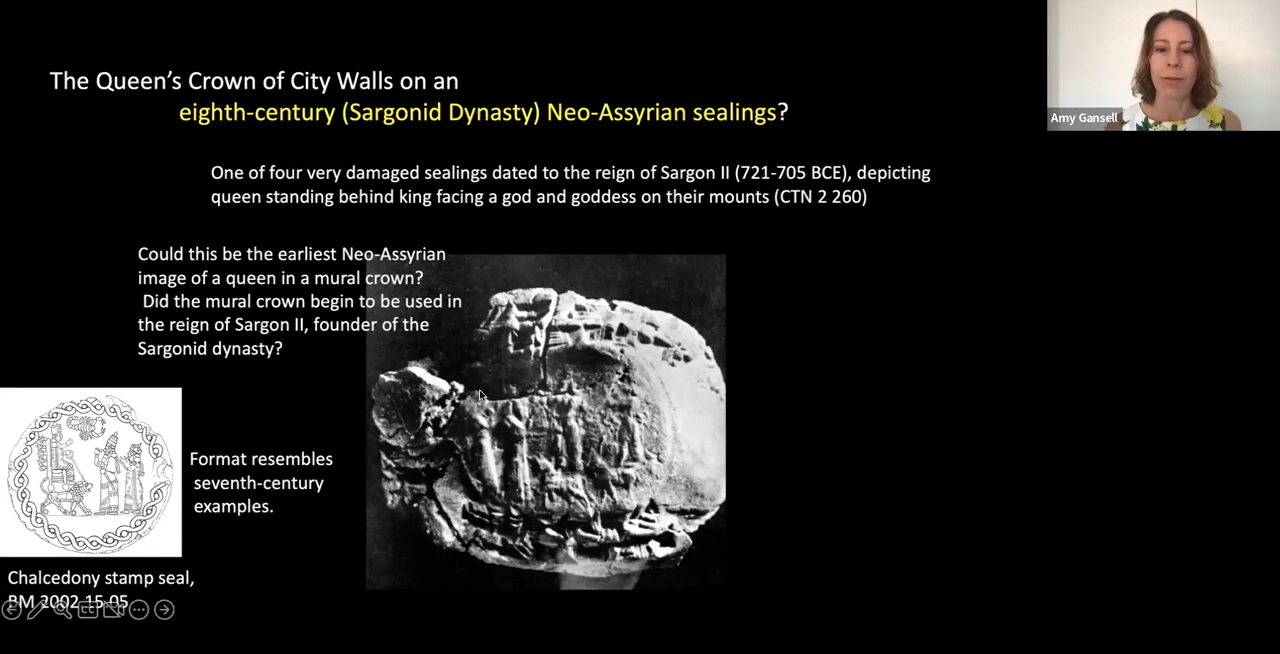 The Queen's Crown of City Walls on an
eighth-century (Sargonid Dynasty) Neo-Assyrian sealings?
One of four very damaged sealings dated to the reign of Sargon II (721-705 BCE), depicting
queen standing behind king facing a god and goddess on their mounts (CTN 2 260)
Could this be the earliest Neo-Assyrian
image of a queen in a mural crown?
Did the mural crown begin to be used in
the reign of Sargon II, founder of the
Sargonid dynasty?
Format resembles
seventh-century
examples.
Chalcedony stamp seal,
BM 2002 15-05
CC
Amy Gansell